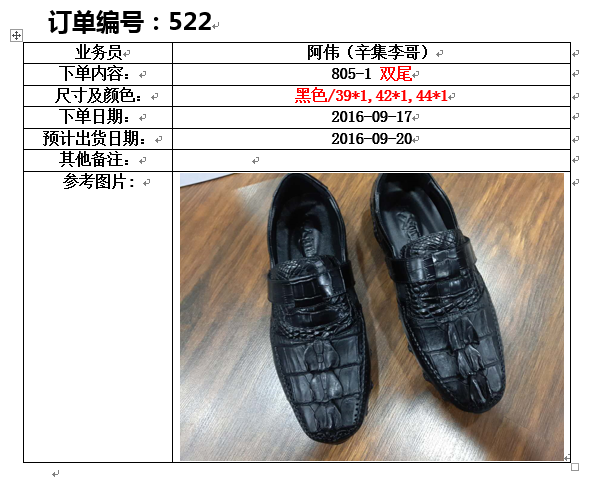 订单编号：522
业务员 阿伟（辛集李哥）
下单内容： 805-1 双尾
尺寸及颜色： 黑色/39*1,42*1,44*1
下单日期： 2016-09-17
预计出货日期： 2016-09-20
其他备注：
参考图片: